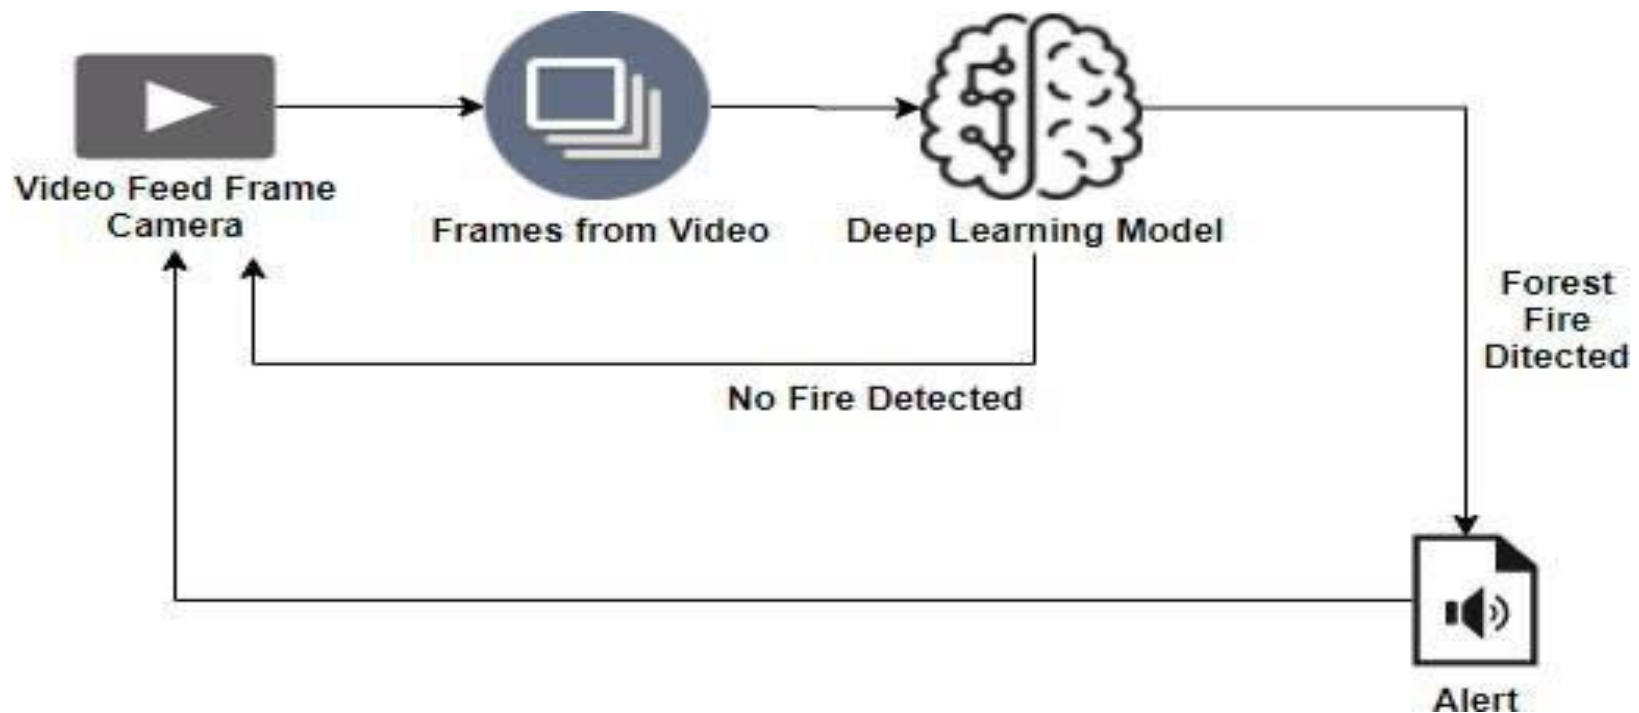 Video Feed Frame
Camera
Frames from Video
Deep Learning Model
Forest
Fire
Ditected
No Fire Detected
Alert